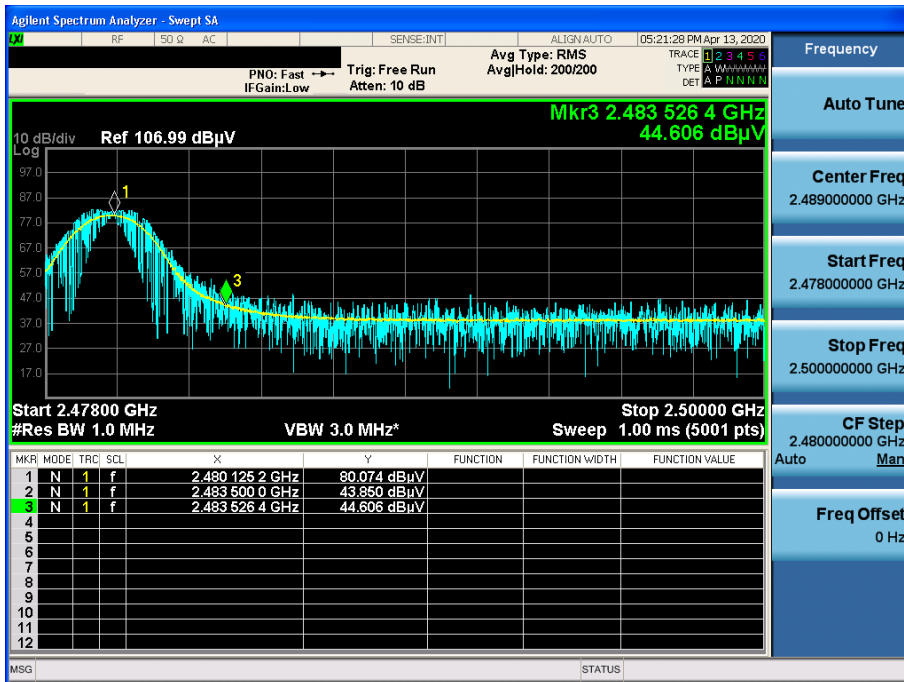 Agilent Spectrum Analyzer - Swept SA
LXI RF 50 Ω AC SENSE:INT ALIGN AUTO 05:21:28 PM Apr 13, 2020
PNO: Fast Trig: Free Run Avg Type: RMS TRACE 1 2 3 4 5 6
IFGain:Low Atten: 10 dB Avg|Hold: 200/200 TYPE A W W W W W
DET A P N N N N
Frequency
Auto Tune
Center Freq
2.489000000 GHz
Start Freq
2.478000000 GHz
Stop Freq
2.500000000 GHz
CF Step
2.480000000 GHz
Auto Man
Freq Offset
0 Hz
Mkr3 2.483 526 4 GHz
44.606 dBµV
10 dB/div Ref 106.99 dBµV
Log
97.0
87.0
77.0
67.0
57.0
47.0
37.0
27.0
17.0
1
3
Start 2.47800 GHz Stop 2.50000 GHz
#Res BW 1.0 MHz VBW 3.0 MHz* Sweep 1.00 ms (5001 pts)
MKR MODE TRC SCL X Y FUNCTION FUNCTION WIDTH FUNCTION VALUE
1 N 1 f 2.480 125 2 GHz 80.074 dBµV
2 N 1 f 2.483 500 0 GHz 43.850 dBµV
3 N 1 f 2.483 526 4 GHz 44.606 dBµV
4
5
6
7
8
9
10
11
12
MSG STATUS